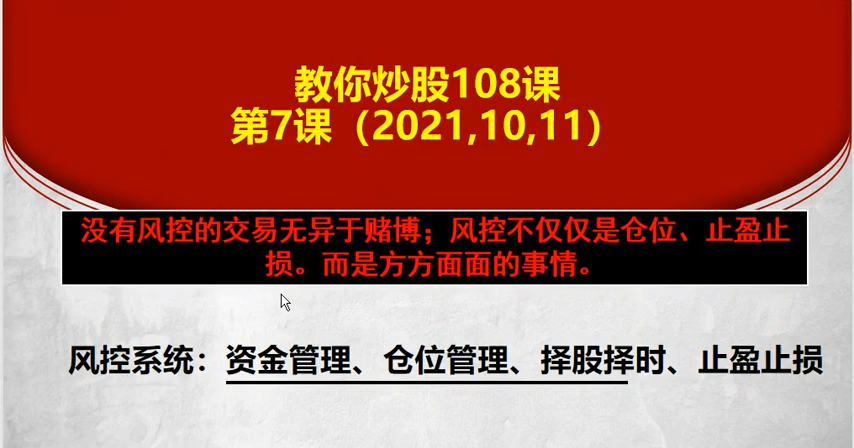 教你炒股108课
第7课（2021,10,11）
没有风控的交易无异于赌博；风控不仅仅是仓位、止盈止
损。而是方方面面的事情。
风控系统：资金管理、仓位管理、择股择时、止盈止损